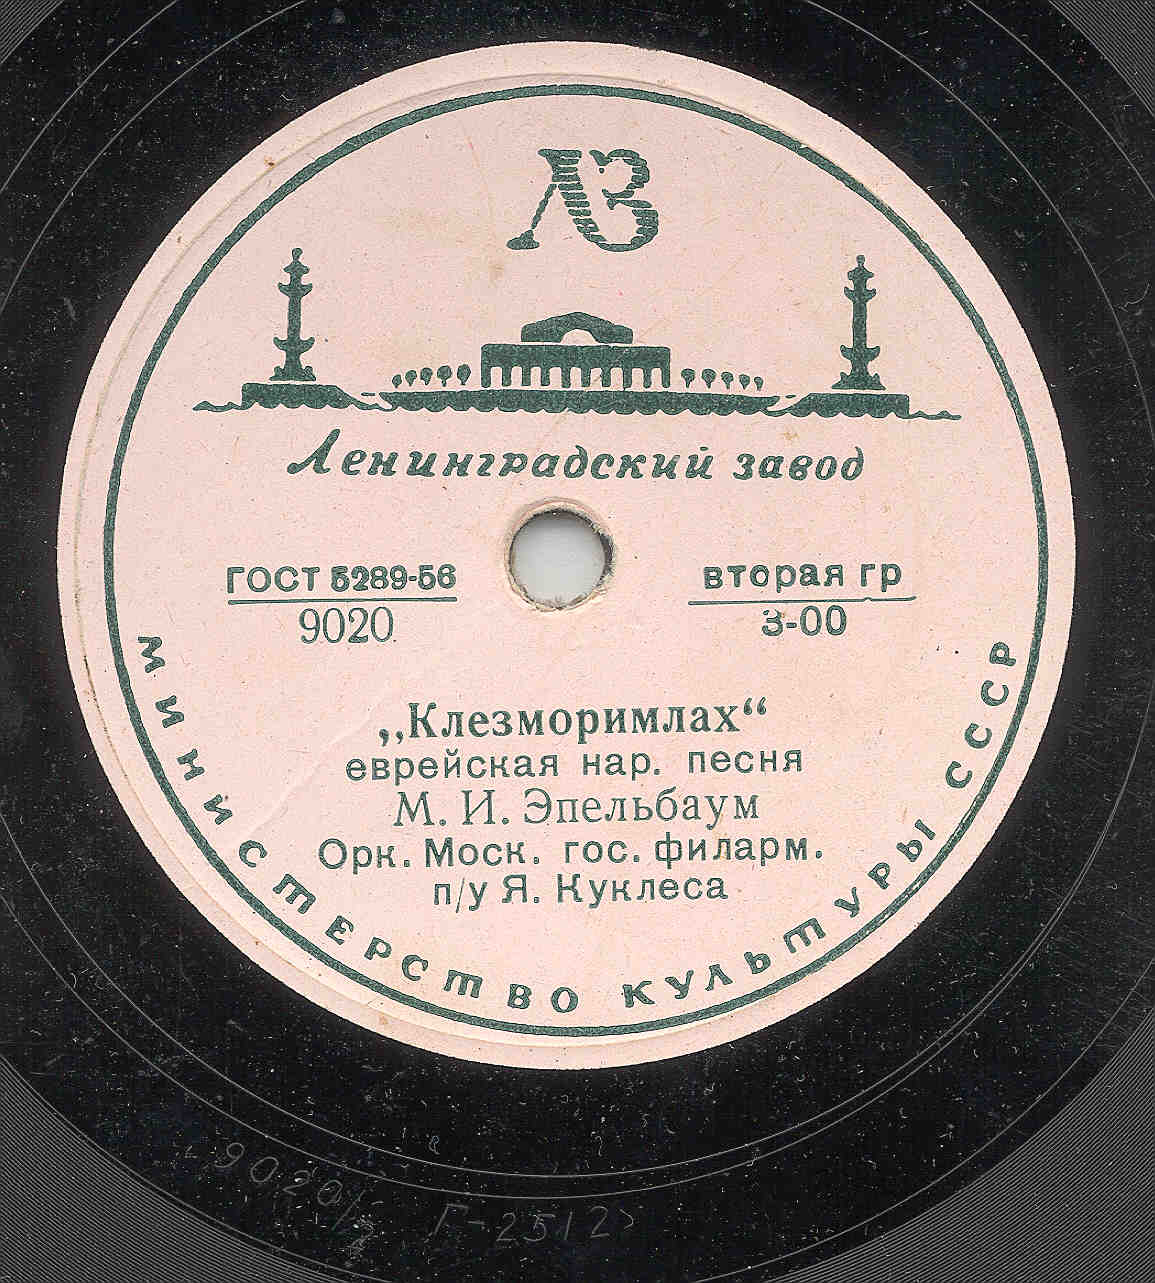 ЛЗ
Ленинградский завод
ГОСТ 5289-56
9020
вторая гр
3-00
„Клезморимлах“
еврейская нар. песня
М. И. Эпельбаум
Орк. Моск. гос. филарм.
п/у Я. Куклеса
МИНИСТЕРСТВО КУЛЬТУРЫ СССР
Г-2512